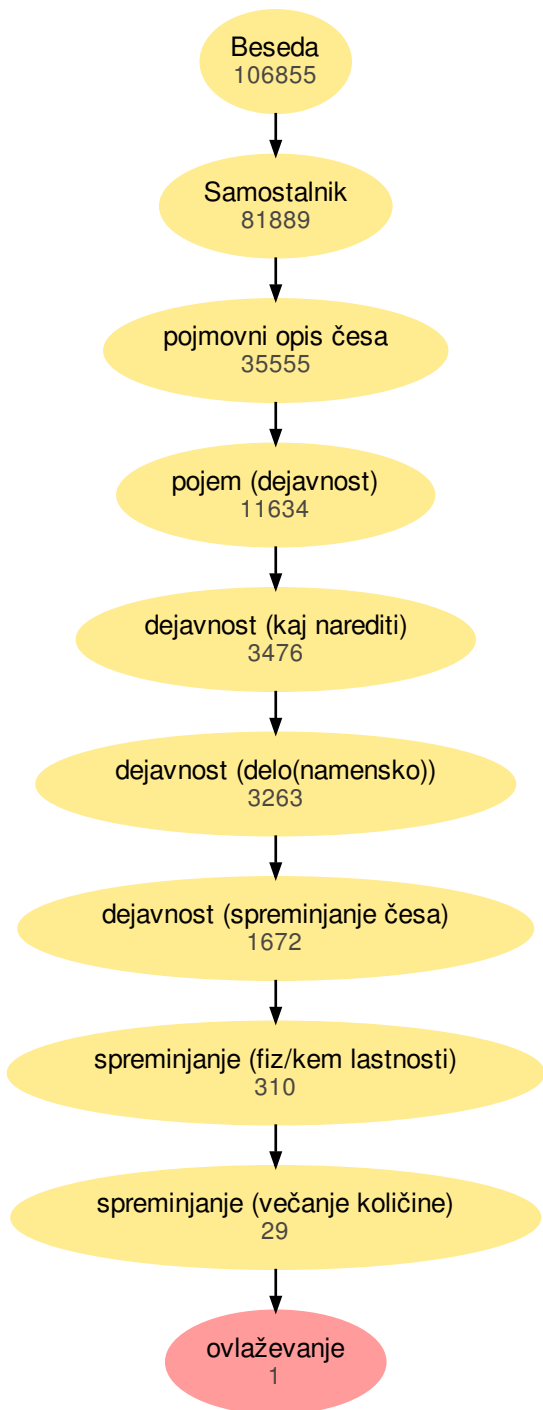 Beseda
106855
Samostalnik
81889
pojmovni opis česa
35555
pojem (dejavnost)
11634
dejavnost (kaj narediti)
3476
dejavnost (delo(namensko))
3263
dejavnost (spreminjanje česa)
1672
spreminjanje (fiz/kem lastnosti)
310
spreminjanje (večanje količine)
29
ovlaževanje
1